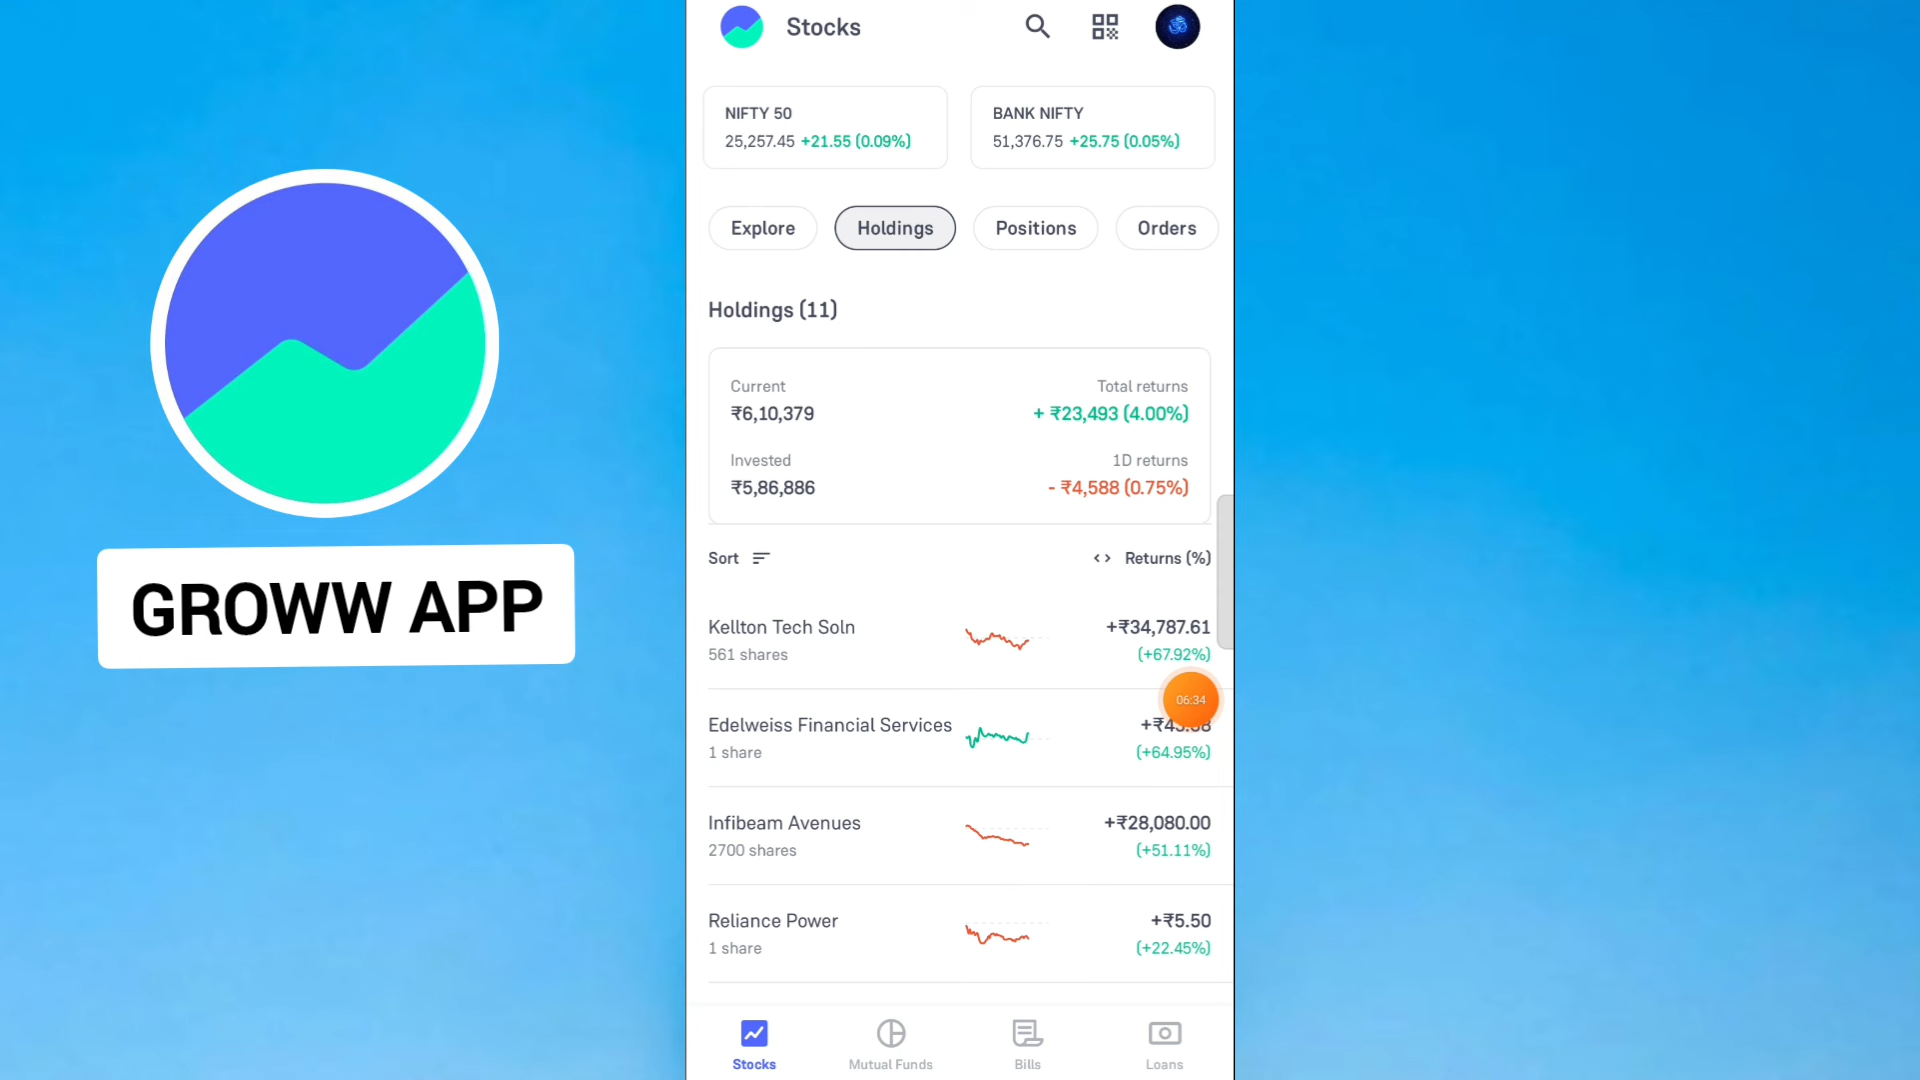 Stocks
NIFTY 50
25,257.45 +21.55 (0.09%)
BANK NIFTY
51,376.75 +25.75 (0.05%)
Explore
Holdings
Positions
Orders
Holdings (11)
Current
Total returns
₹6,10,379
+ ₹23,493 (4.00%)
Invested
1D returns
₹5,86,886
- ₹4,588 (0.75%)
Sort
Returns (%)
Kellton Tech Soln
+₹34,787.61
561 shares
(+67.92%)
06:34
Edelweiss Financial Services
1 share
(+64.95%)
Infibeam Avenues
+₹28,080.00
2700 shares
(+51.11%)
Reliance Power
+₹5.50
1 share
(+22.45%)
Stocks
Mutual Funds
Bills
Loans
GROWW APP